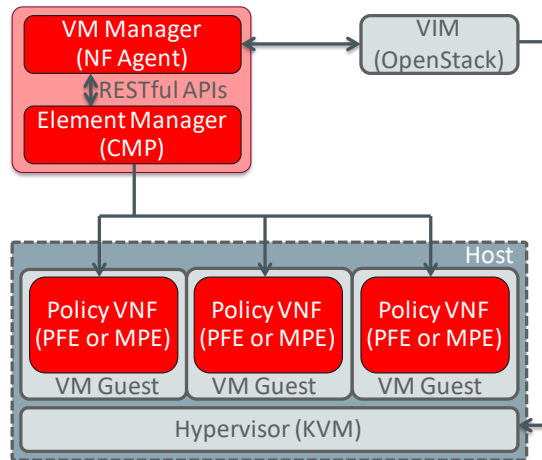 VM Manager
(NF Agent)
VIM
(OpenStack)
RESTful APIs
Element Manager
(CMP)
Host
Policy VNF
(PFE or MPE)
VM Guest
Policy VNF
(PFE or MPE)
VM Guest
Policy VNF
(PFE or MPE)
VM Guest
Hypervisor (KVM)